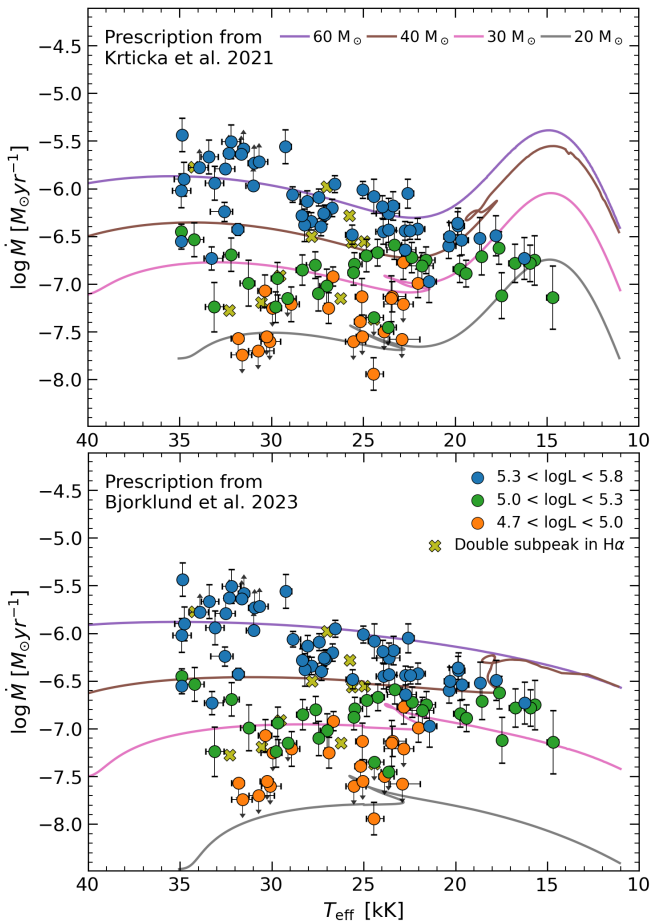 Prescription from
Krticka et al. 2021
60 M⊙
40 M⊙
30 M⊙
20 M⊙
−4.5
−5.0
−5.5
−6.0
−6.5
−7.0
−7.5
−8.0
log Ṁ [M⊙yr⁻¹]
40
35
30
25
20
15
10
Prescription from
Bjorklund et al. 2023
5.3 < logL < 5.8
5.0 < logL < 5.3
4.7 < logL < 5.0
Double subpeak in Hα
−4.5
−5.0
−5.5
−6.0
−6.5
−7.0
−7.5
−8.0
log Ṁ [M⊙yr⁻¹]
40
35
30
25
20
15
10
Teff [kK]